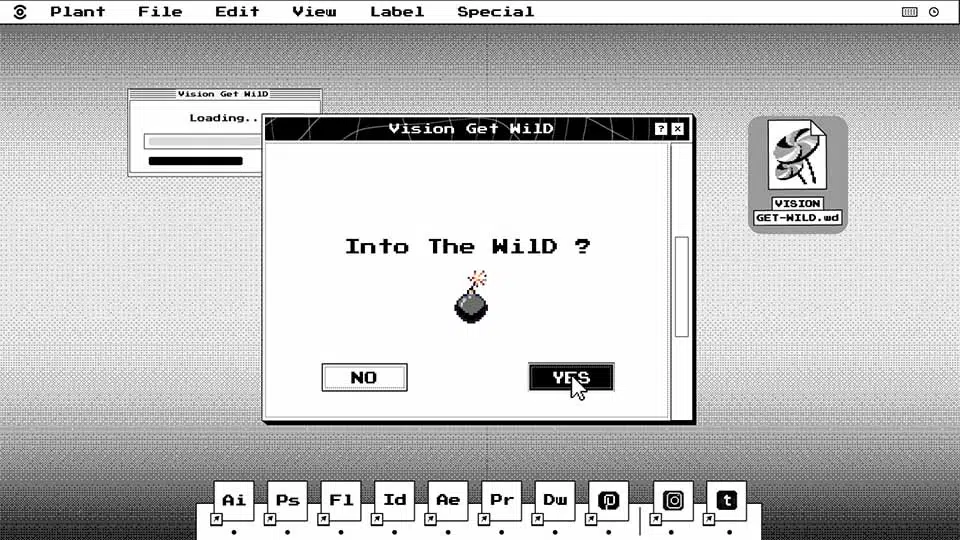 Plant File Edit View Label Special
Vision Get WilD
Loading..
Vision Get WilD ? x
Into The WilD ?
NO YES
VISION
GET-WILD.wd
Ai Ps Fl Id Ae Pr Dw t